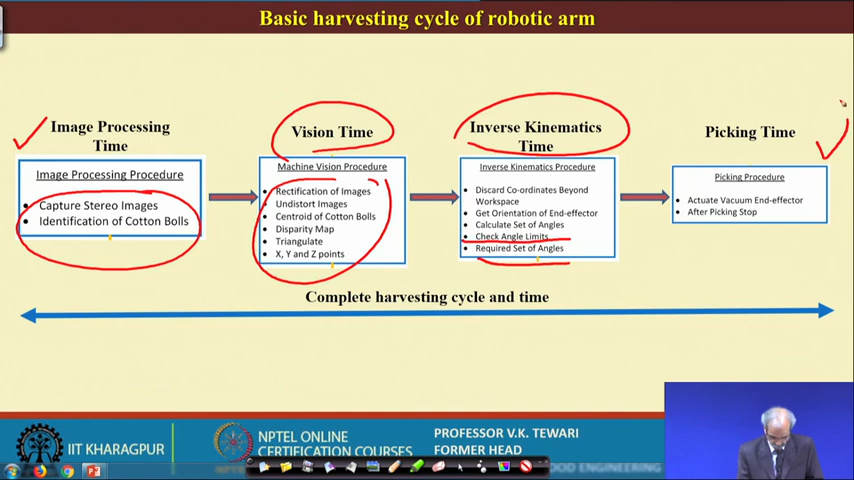 Basic harvesting cycle of robotic arm
Image Processing
Time
Image Processing Procedure
Capture Stereo Images
Identification of Cotton Bolls
Vision Time
Machine Vision Procedure
Rectification of Images
Undistort Images
Centroid of Cotton Bolls
Disparity Map
Triangulate
X, Y and Z points
Inverse Kinematics
Time
Inverse Kinematics Procedure
Discard Co-ordinates Beyond
Workspace
Get Orientation of End-effector
Calculate Set of Angles
Check Angle Limits
Required Set of Angles
Picking Time
Picking Procedure
Actuate Vacuum End-effector
After Picking Stop
Complete harvesting cycle and time
IIT KHARAGPUR
NPTEL ONLINE
CERTIFICATION COURSES
PROFESSOR V.K. TEWARI
FORMER HEAD
OOD ENGINEERING